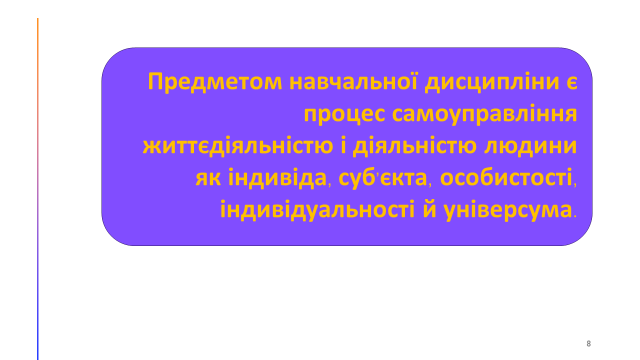 Предметом навчальної дисципліни є
процес самоуправління
життєдіяльністю і діяльністю людини
як індивіда, суб'єкта, особистості,
індивідуальності й універсума.
8